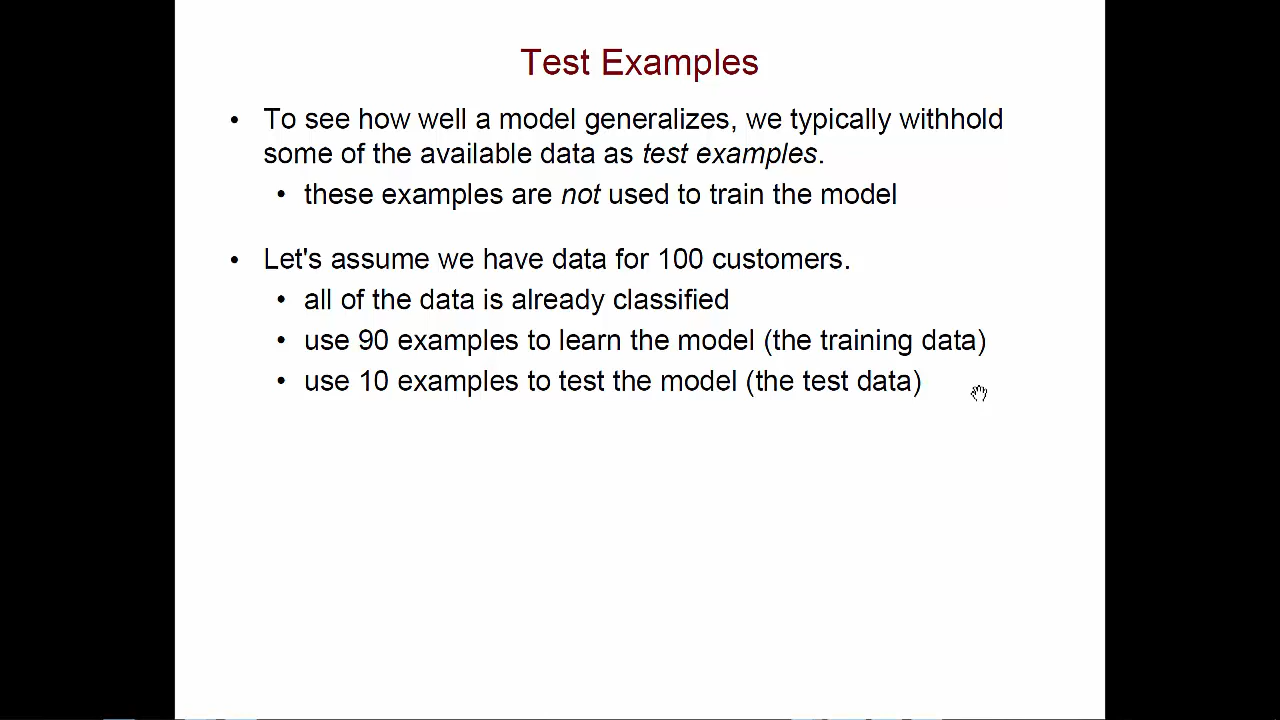 Test Examples
• To see how well a model generalizes, we typically withhold
some of the available data as test examples.
• these examples are not used to train the model
• Let's assume we have data for 100 customers.
• all of the data is already classified
• use 90 examples to learn the model (the training data)
• use 10 examples to test the model (the test data)